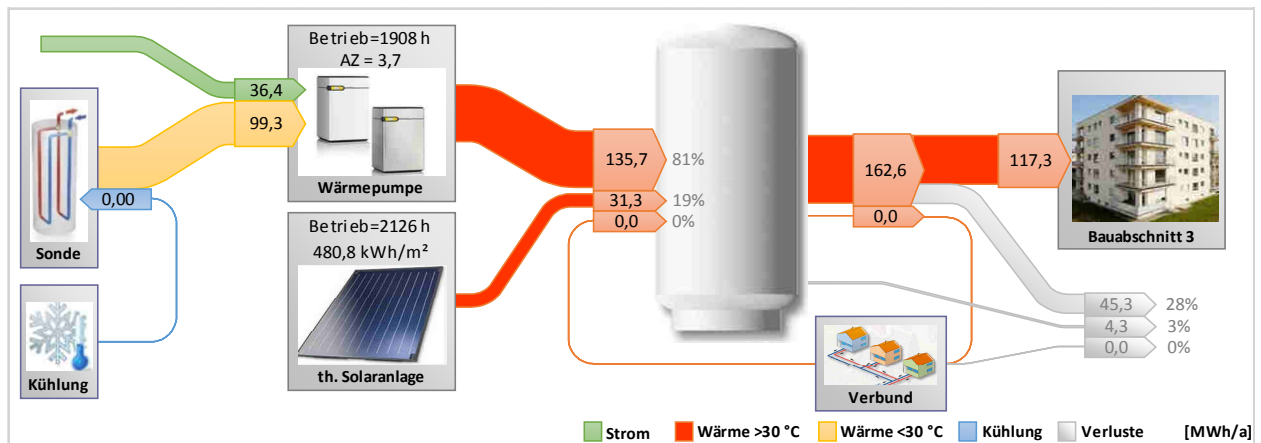 Betrieb=1908 h
AZ = 3,7
36,4
99,3
Wärmepumpe
0,00
Sonde
Kühlung
Betrieb=2126 h
480,8 kWh/m²
th. Solaranlage
135,7 81%
31,3 19%
0,0 0%
162,6
0,0
117,3
Bauabschnitt 3
45,3 28%
4,3 3%
0,0 0%
Verbund
Strom Wärme >30 °C Wärme <30 °C Kühlung Verluste [MWh/a]